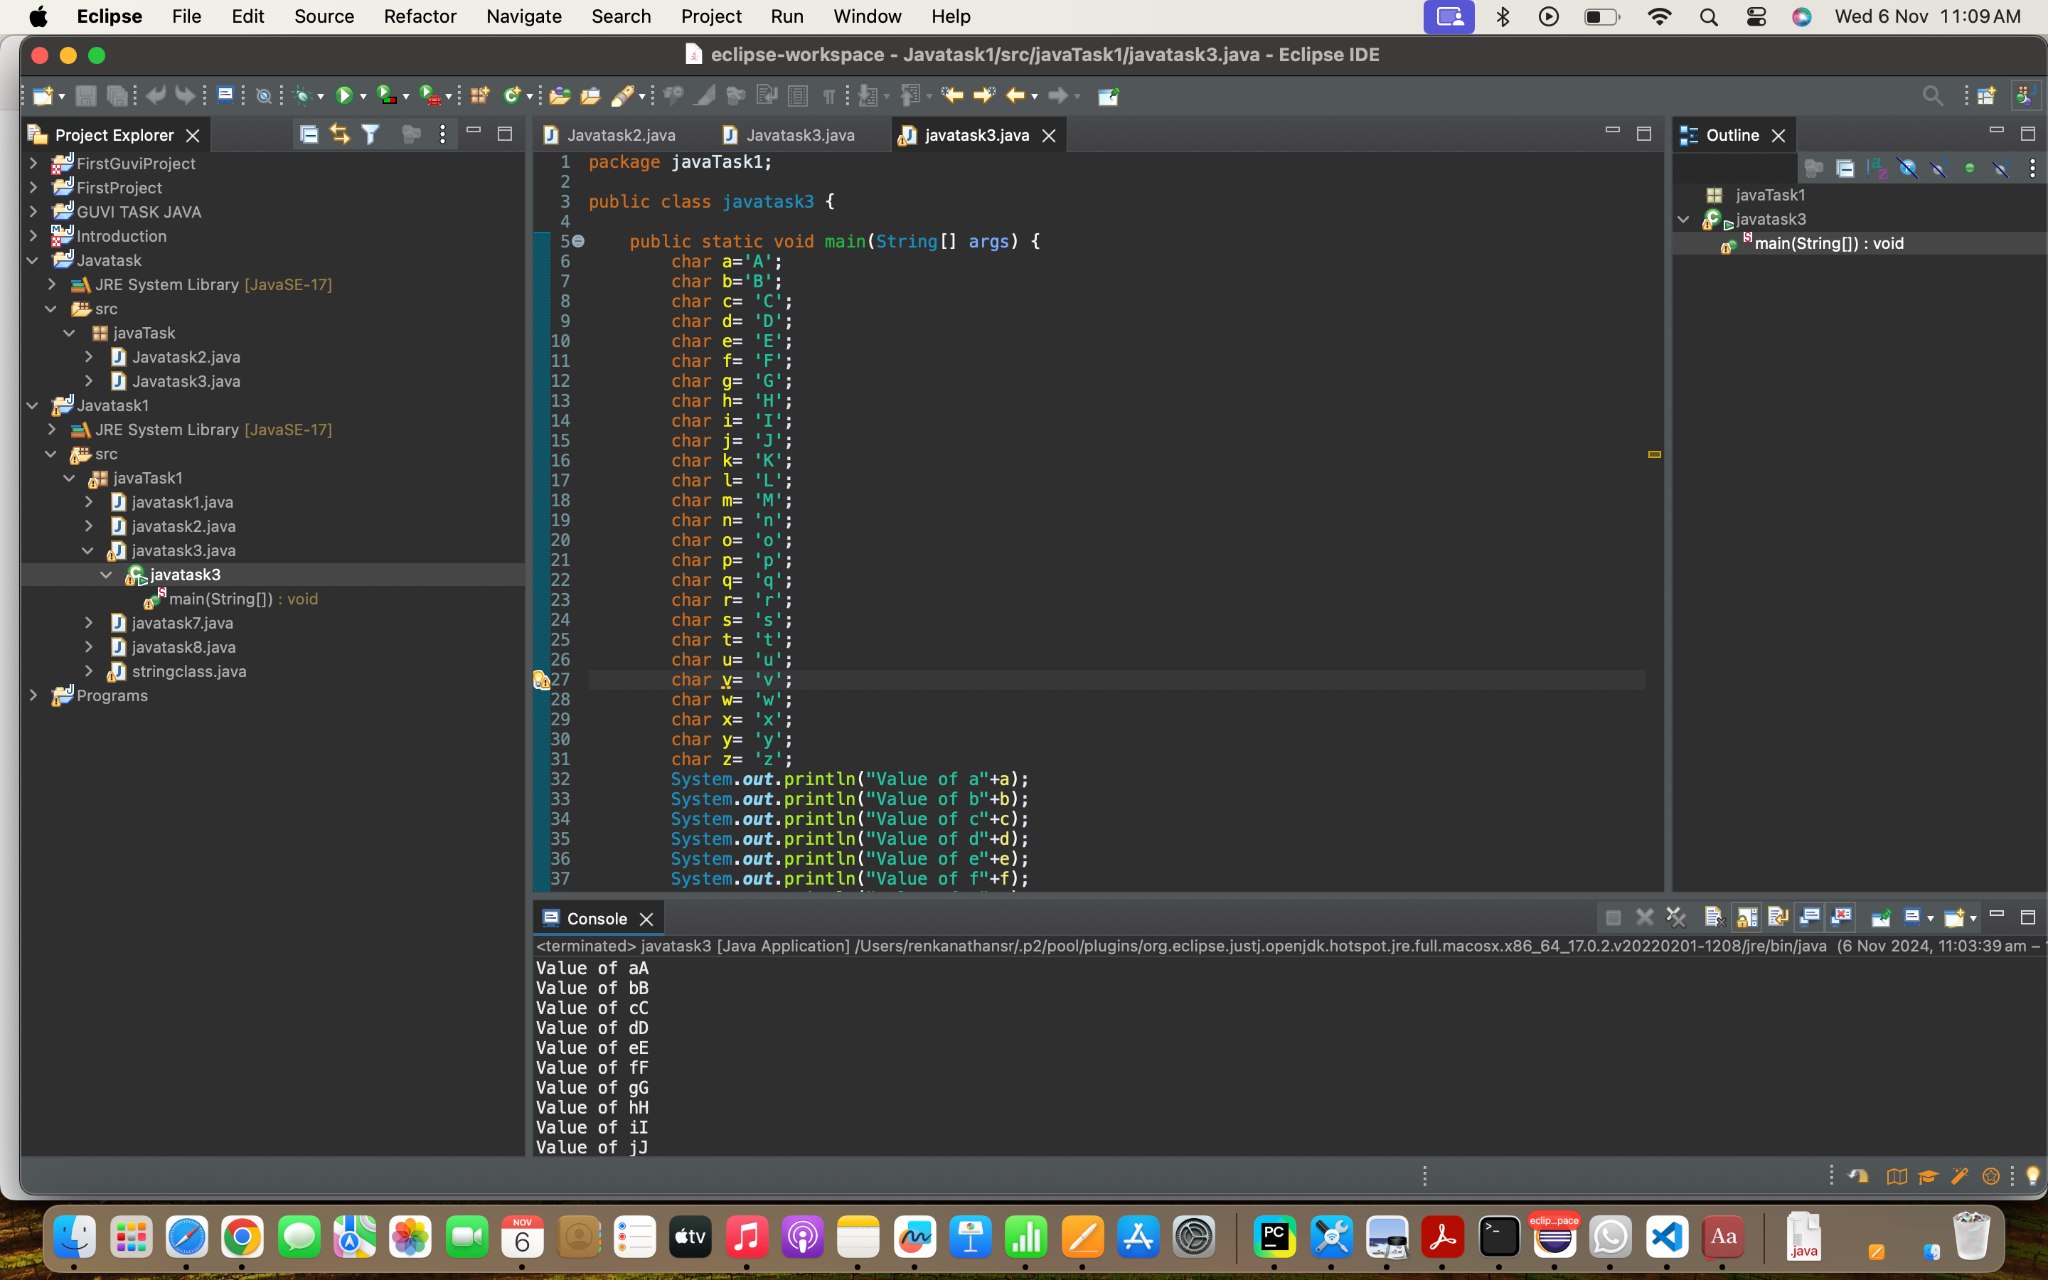 Eclipse File Edit Source Refactor Navigate Search Project Run Window Help Wed 6 Nov 11:09 AM
eclipse-workspace - Javatask1/src/javaTask1/javatask3.java - Eclipse IDE
Project Explorer
FirstGuviProject
FirstProject
GUVI TASK JAVA
Introduction
Javatask
JRE System Library [JavaSE-17]
src
javaTask
Javatask2.java
Javatask3.java
Javatask1
JRE System Library [JavaSE-17]
src
javaTask1
javatask1.java
javatask2.java
javatask3.java
javatask3
main(String[]) : void
javatask7.java
javatask8.java
stringclass.java
Programs
Javatask2.java Javatask3.java javatask3.java
1 package javaTask1;
2
3 public class javatask3 {
4
5 public static void main(String[] args) {
6 char a='A';
7 char b='B';
8 char c= 'C';
9 char d= 'D';
10 char e= 'E';
11 char f= 'F';
12 char g= 'G';
13 char h= 'H';
14 char i= 'I';
15 char j= 'J';
16 char k= 'K';
17 char l= 'L';
18 char m= 'M';
19 char n= 'n';
20 char o= 'o';
21 char p= 'p';
22 char q= 'q';
23 char r= 'r';
24 char s= 's';
25 char t= 't';
26 char u= 'u';
27 char v= 'v';
28 char w= 'w';
29 char x= 'x';
30 char y= 'y';
31 char z= 'z';
32 System.out.println("Value of a"+a);
33 System.out.println("Value of b"+b);
34 System.out.println("Value of c"+c);
35 System.out.println("Value of d"+d);
36 System.out.println("Value of e"+e);
37 System.out.println("Value of f"+f);
Outline
javaTask1
javatask3
main(String[]) : void
Console
<terminated> javatask3 [Java Application] /Users/renkanathansr/.p2/pool/plugins/org.eclipse.justj.openjdk.hotspot.jre.full.macosx.x86_64_17.0.2.v20220201-1208/jre/bin/java (6 Nov 2024, 11:03:39 am –
Value of aA
Value of bB
Value of cC
Value of dD
Value of eE
Value of fF
Value of gG
Value of hH
Value of iI
Value of jJ
NOV
6
tv
PC
eclip...pace
Aa
.java